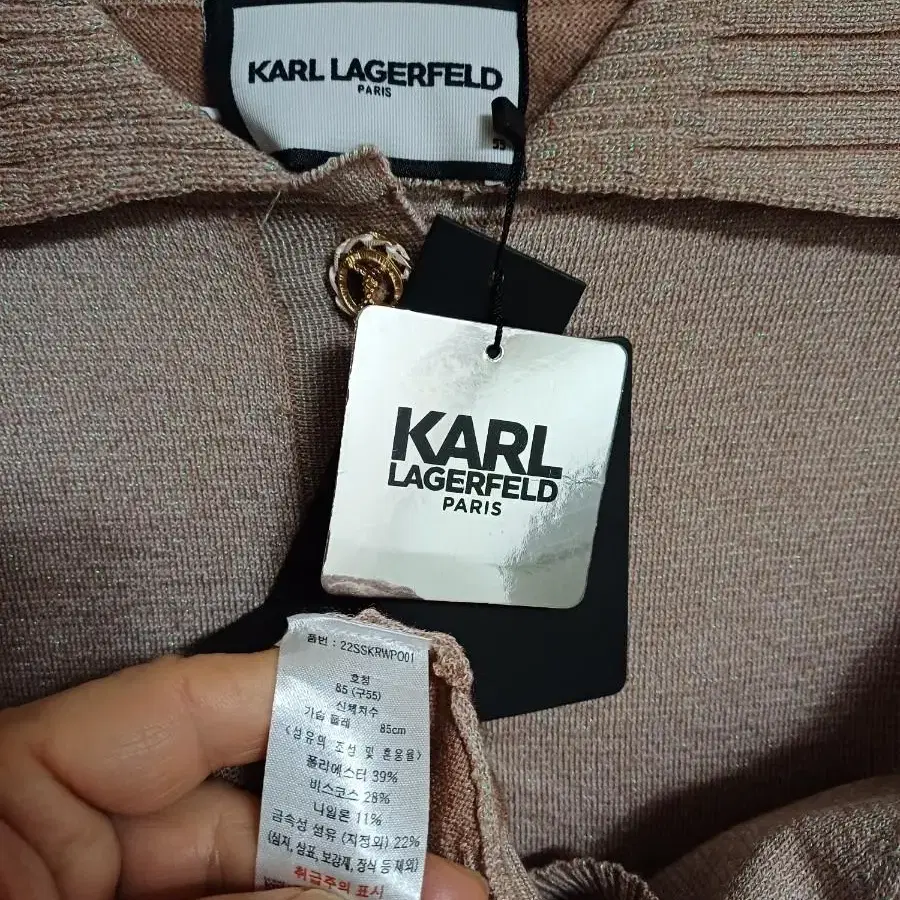 KARL LAGERFELD
PARIS
55
KARL
LAGERFELD
PARIS
품번 : 22SSKRWPO01
호칭
85 (구55)
신체치수
가슴 둘레 85cm
<섬유의 조성 및 혼용율>
폴리에스터 39%
비스코스 28%
나일론 11%
금속성 섬유 (지정외) 22%
(심지, 상표, 보강재, 장식 등 제외)
취급주의 표시